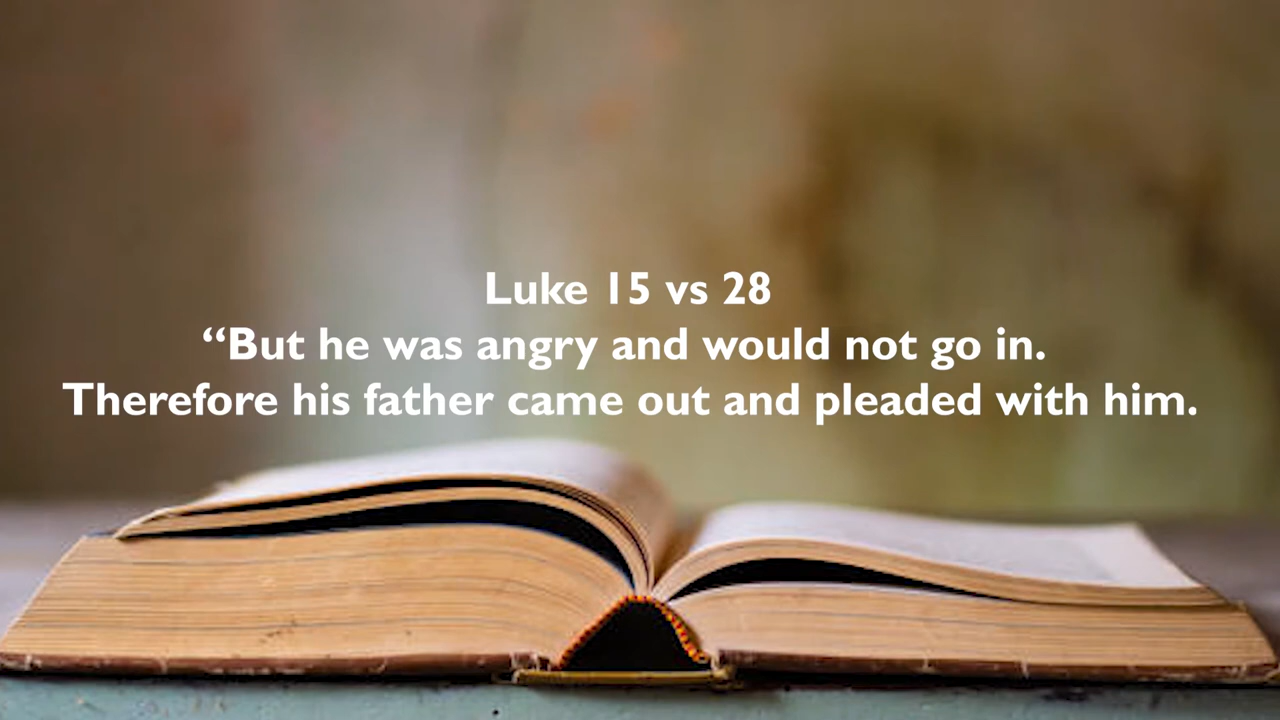 Luke 15 vs 28
“But he was angry and would not go in.
Therefore his father came out and pleaded with him.